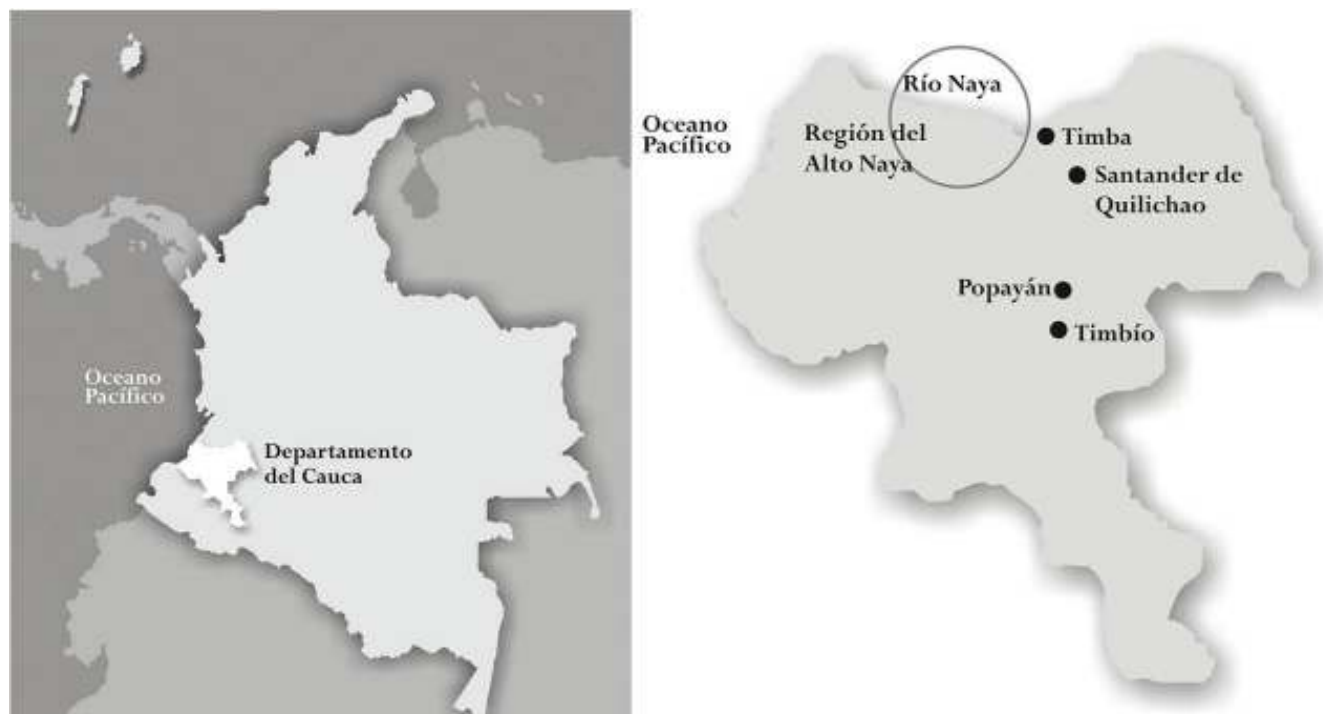 Oceano
Pacífico
Departamento
del Cauca
Oceano
Pacífico
Río Naya
Región del
Alto Naya
Timba
Santander de
Quilichao
Popayán
Timbío